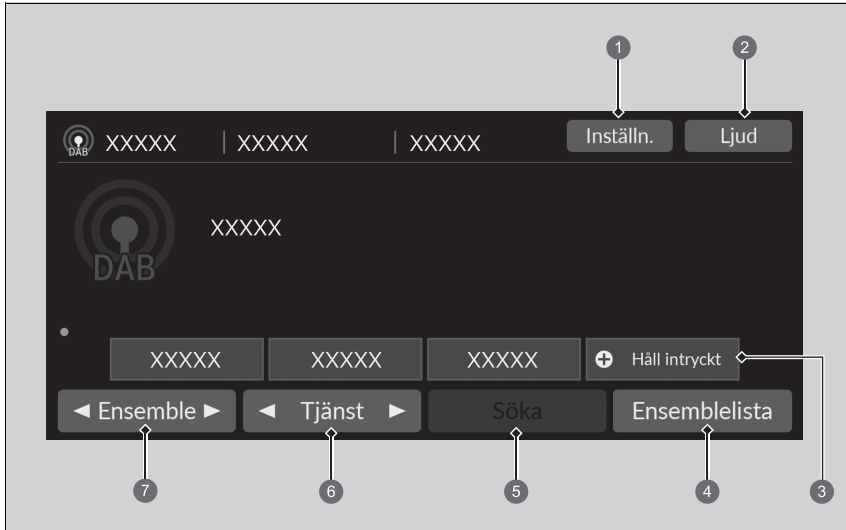 1 2
DAB XXXXX | XXXXX | XXXXX Inställn. Ljud
XXXXX
DAB
XXXXX XXXXX XXXXX Håll intryckt
Ensemble Tjänst Söka Ensemblelista
7 6 5 4 3